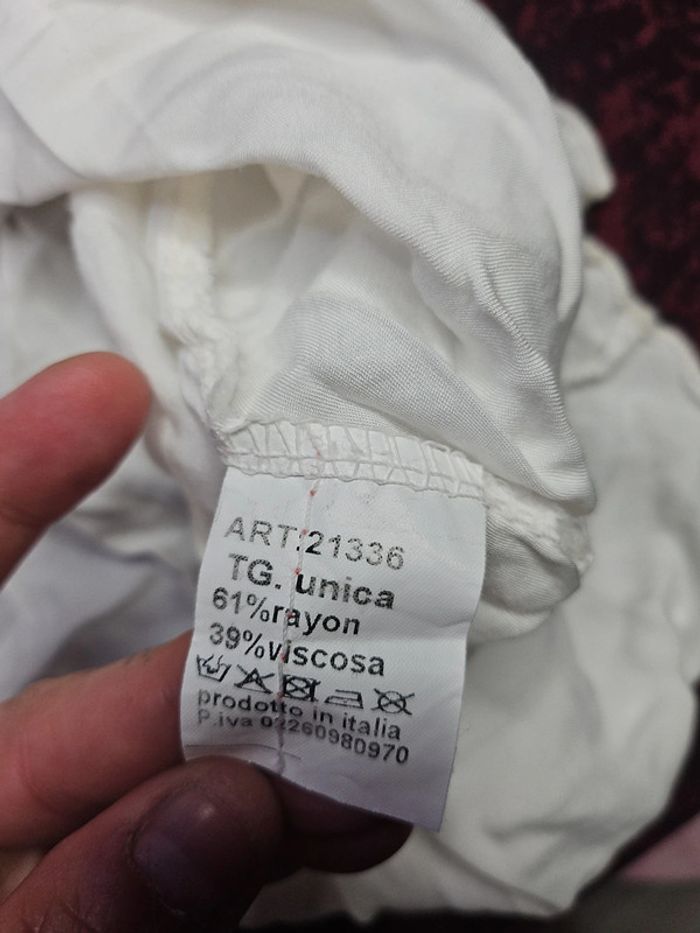 ART:21336
TG. unica
61%rayon
39%viscosa
prodotto in italia
P.iva 02260980970